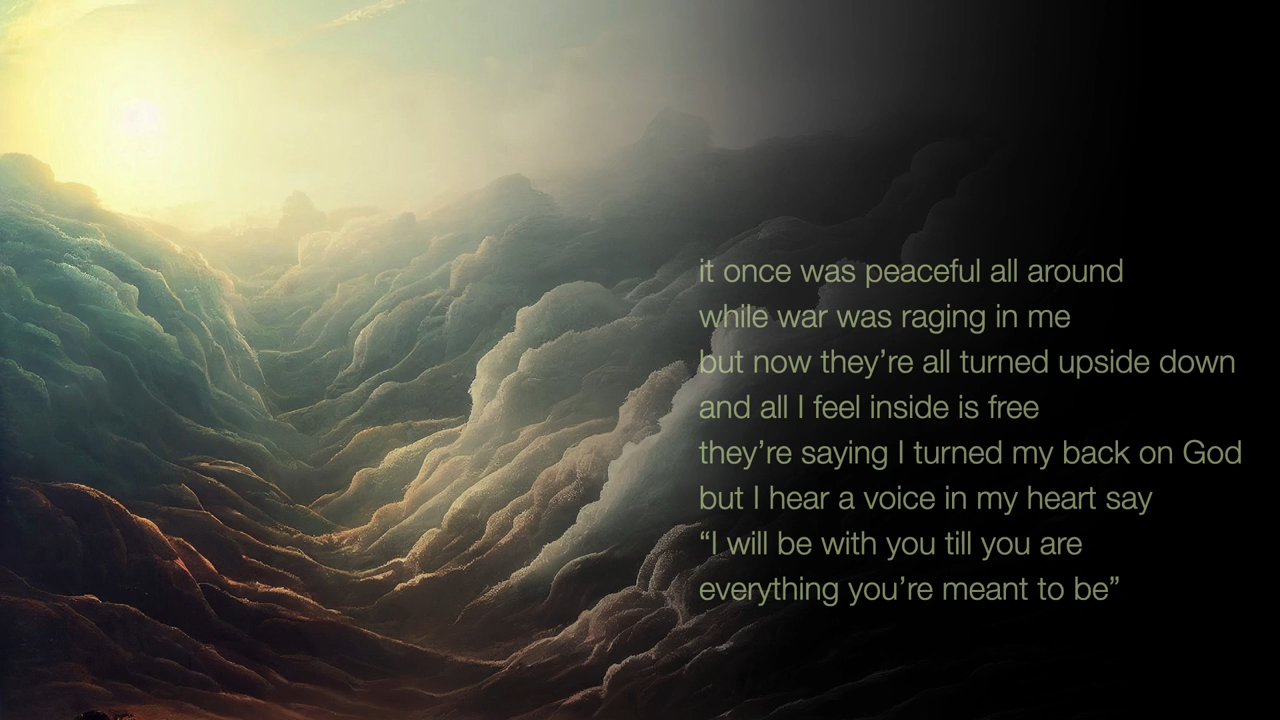 it once was peaceful all around
while war was raging in me
but now they’re all turned upside down
and all I feel inside is free
they’re saying I turned my back on God
but I hear a voice in my heart say
“I will be with you till you are
everything you’re meant to be”